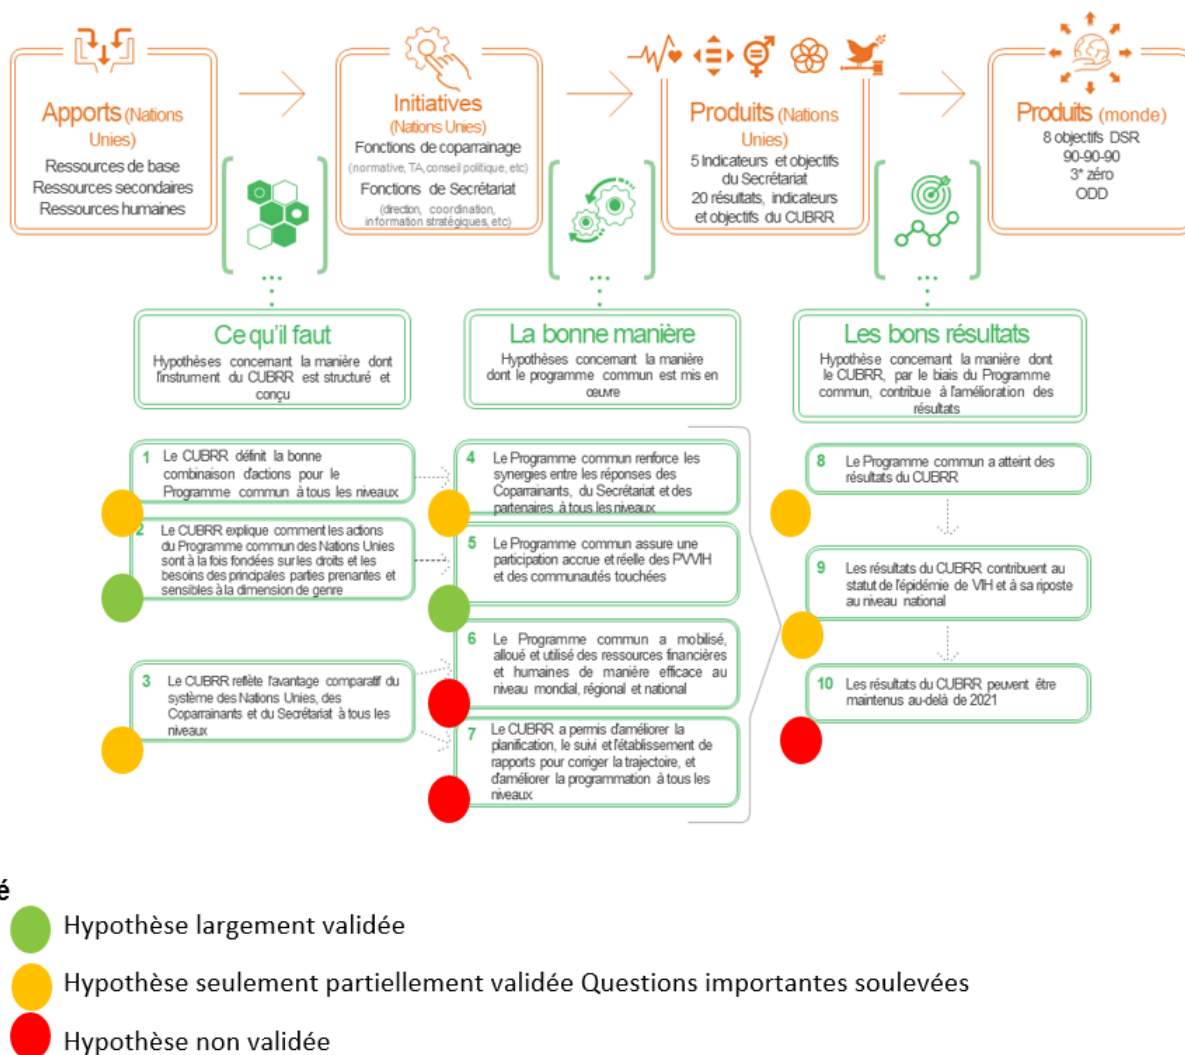 Apports (Nations
Unies)
Ressources de base
Ressources secondaires
Ressources humaines
Initiatives
(Nations Unies)
Fonctions de coparrainage
(normative, TA, conseil politique, etc)
Fonctions de Secrétariat
(direction, coordination,
information stratégiques, etc)
Produits (Nations
Unies)
5 Indicateurs et objectifs
du Secrétariat
20 résultats, indicateurs
et objectifs du CUBRR
Produits (monde)
8 objectifs DSR
90-90-90
3* zéro
ODD
Ce qu'il faut
Hypothèses concernant la manière dont
l'instrument du CUBRR est structuré et
conçu
La bonne manière
Hypothèses concernant la manière
dont le programme commun est mis en
œuvre
Les bons résultats
Hypothèse concernant la manière dont
le CUBRR, par le biais du Programme
commun, contribue à l'amélioration des
résultats
1 Le CUBRR définit la bonne
combinaison d'actions pour le
Programme commun à tous les niveaux
2 Le CUBRR explique comment les actions
du Programme commun des Nations Unies
sont à la fois fondées sur les droits et les
besoins des principales parties prenantes et
sensibles à la dimension de genre
3 Le CUBRR reflète l'avantage comparatif du
système des Nations Unies, des
Coparrainants et du Secrétariat à tous les
niveaux
4 Le Programme commun renforce les
synergies entre les réponses des
Coparrainants, du Secrétariat et des
partenaires à tous les niveaux
5 Le Programme commun assure une
participation accrue et réelle des PVVIH
et des communautés touchées
6 Le Programme commun a mobilisé,
alloué et utilisé des ressources financières
et humaines de manière efficace au
niveau mondial, régional et national
7 Le CUBRR a permis d'améliorer la
planification, le suivi et l'établissement de
rapports pour corriger la trajectoire, et
d'améliorer la programmation à tous les
niveaux
8 Le Programme commun a atteint des
résultats du CUBRR
9 Les résultats du CUBRR contribuent au
statut de l'épidémie de VIH et à sa riposte
au niveau national
10 Les résultats du CUBRR peuvent être
maintenus au-delà de 2021
é
Hypothèse largement validée
Hypothèse seulement partiellement validée Questions importantes soulevées
Hypothèse non validée